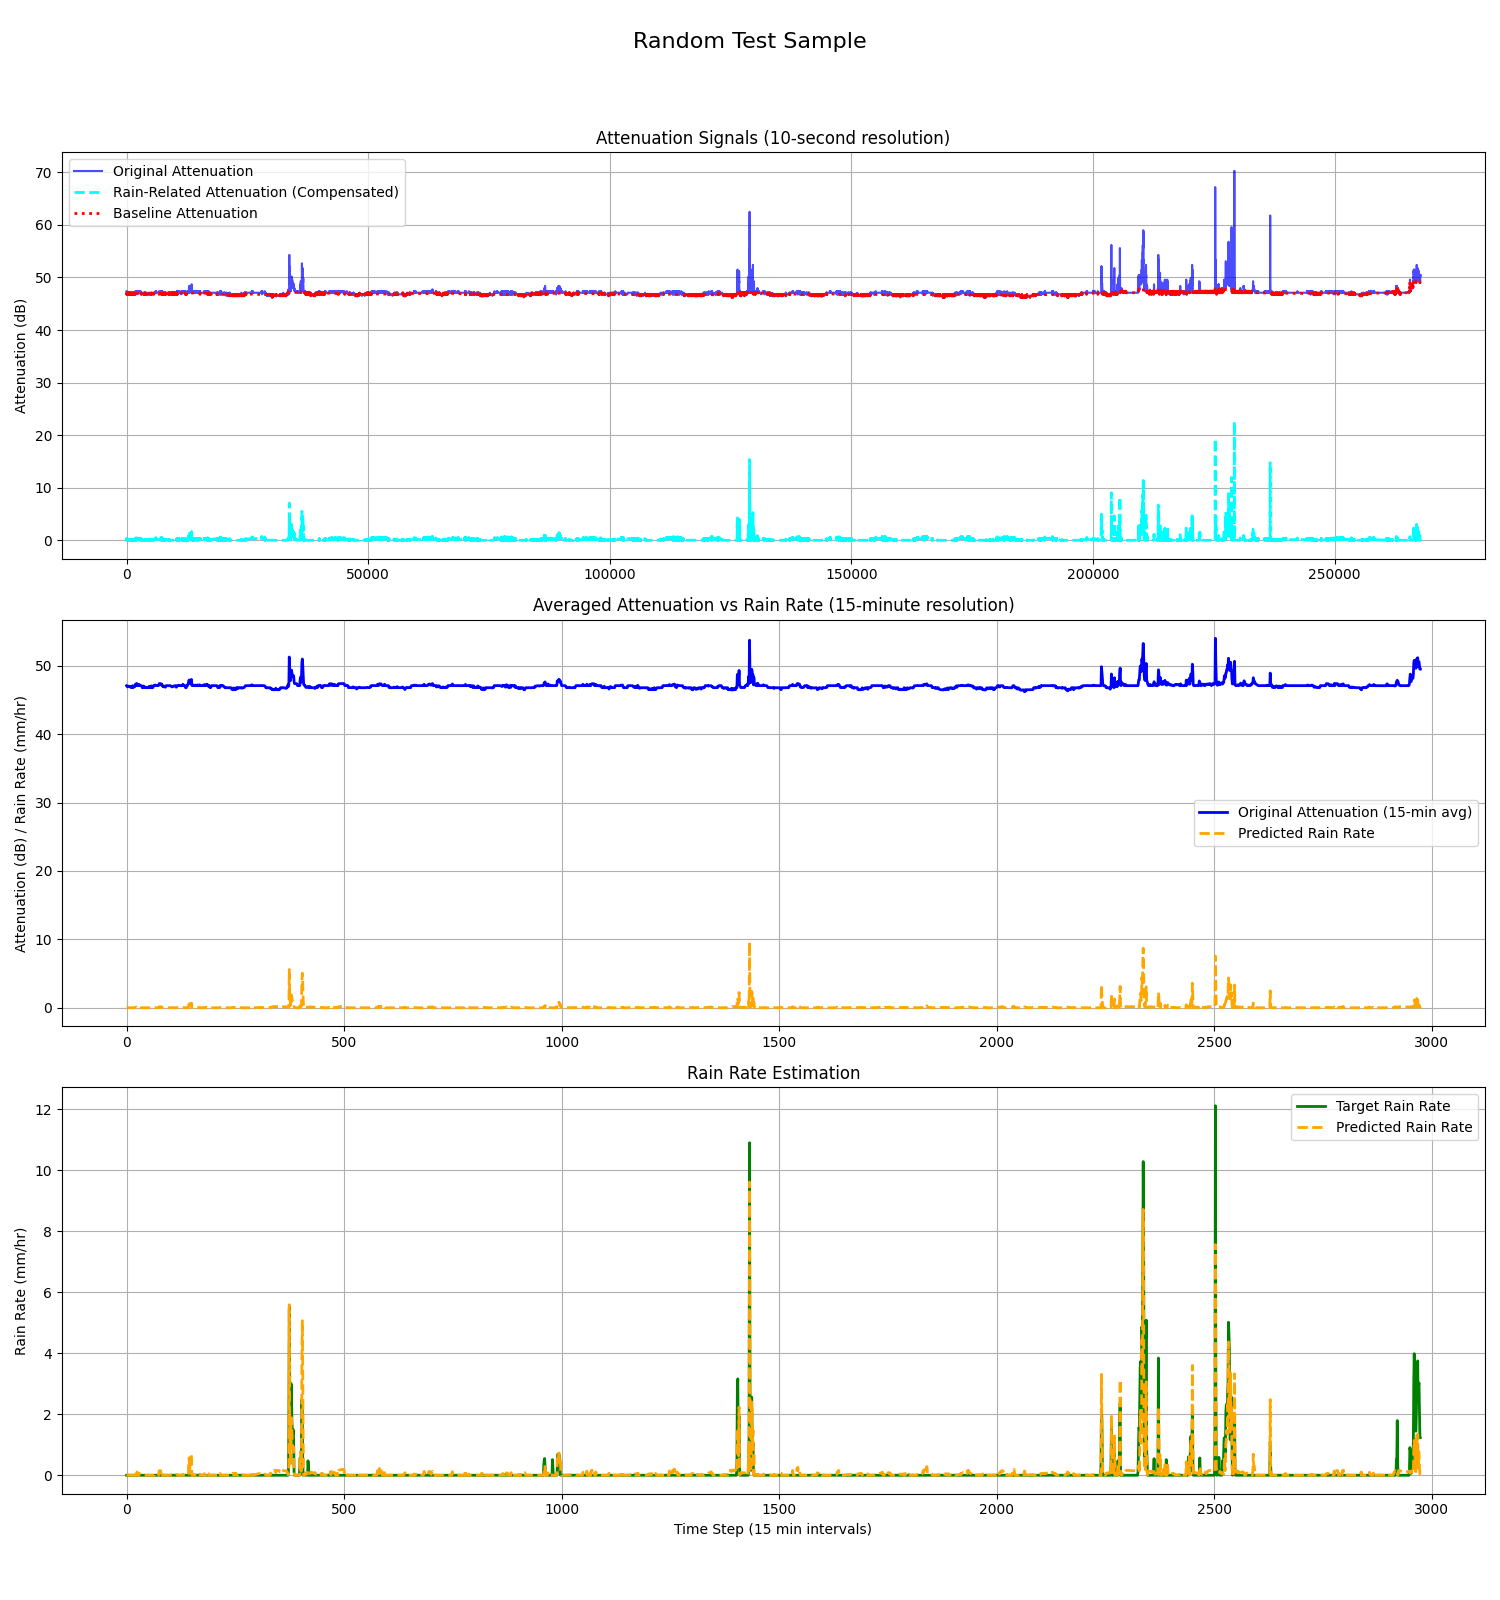 Random Test Sample
Attenuation Signals (10-second resolution)
Original Attenuation
Rain-Related Attenuation (Compensated)
Baseline Attenuation
Attenuation (dB)
70
60
50
40
30
20
10
0
0 50000 100000 150000 200000 250000
Averaged Attenuation vs Rain Rate (15-minute resolution)
Attenuation (dB) / Rain Rate (mm/hr)
50
40
30
20
10
0
Original Attenuation (15-min avg)
Predicted Rain Rate
0 500 1000 1500 2000 2500 3000
Rain Rate Estimation
Target Rain Rate
Predicted Rain Rate
Rain Rate (mm/hr)
12
10
8
6
4
2
0
0 500 1000 1500 2000 2500 3000
Time Step (15 min intervals)